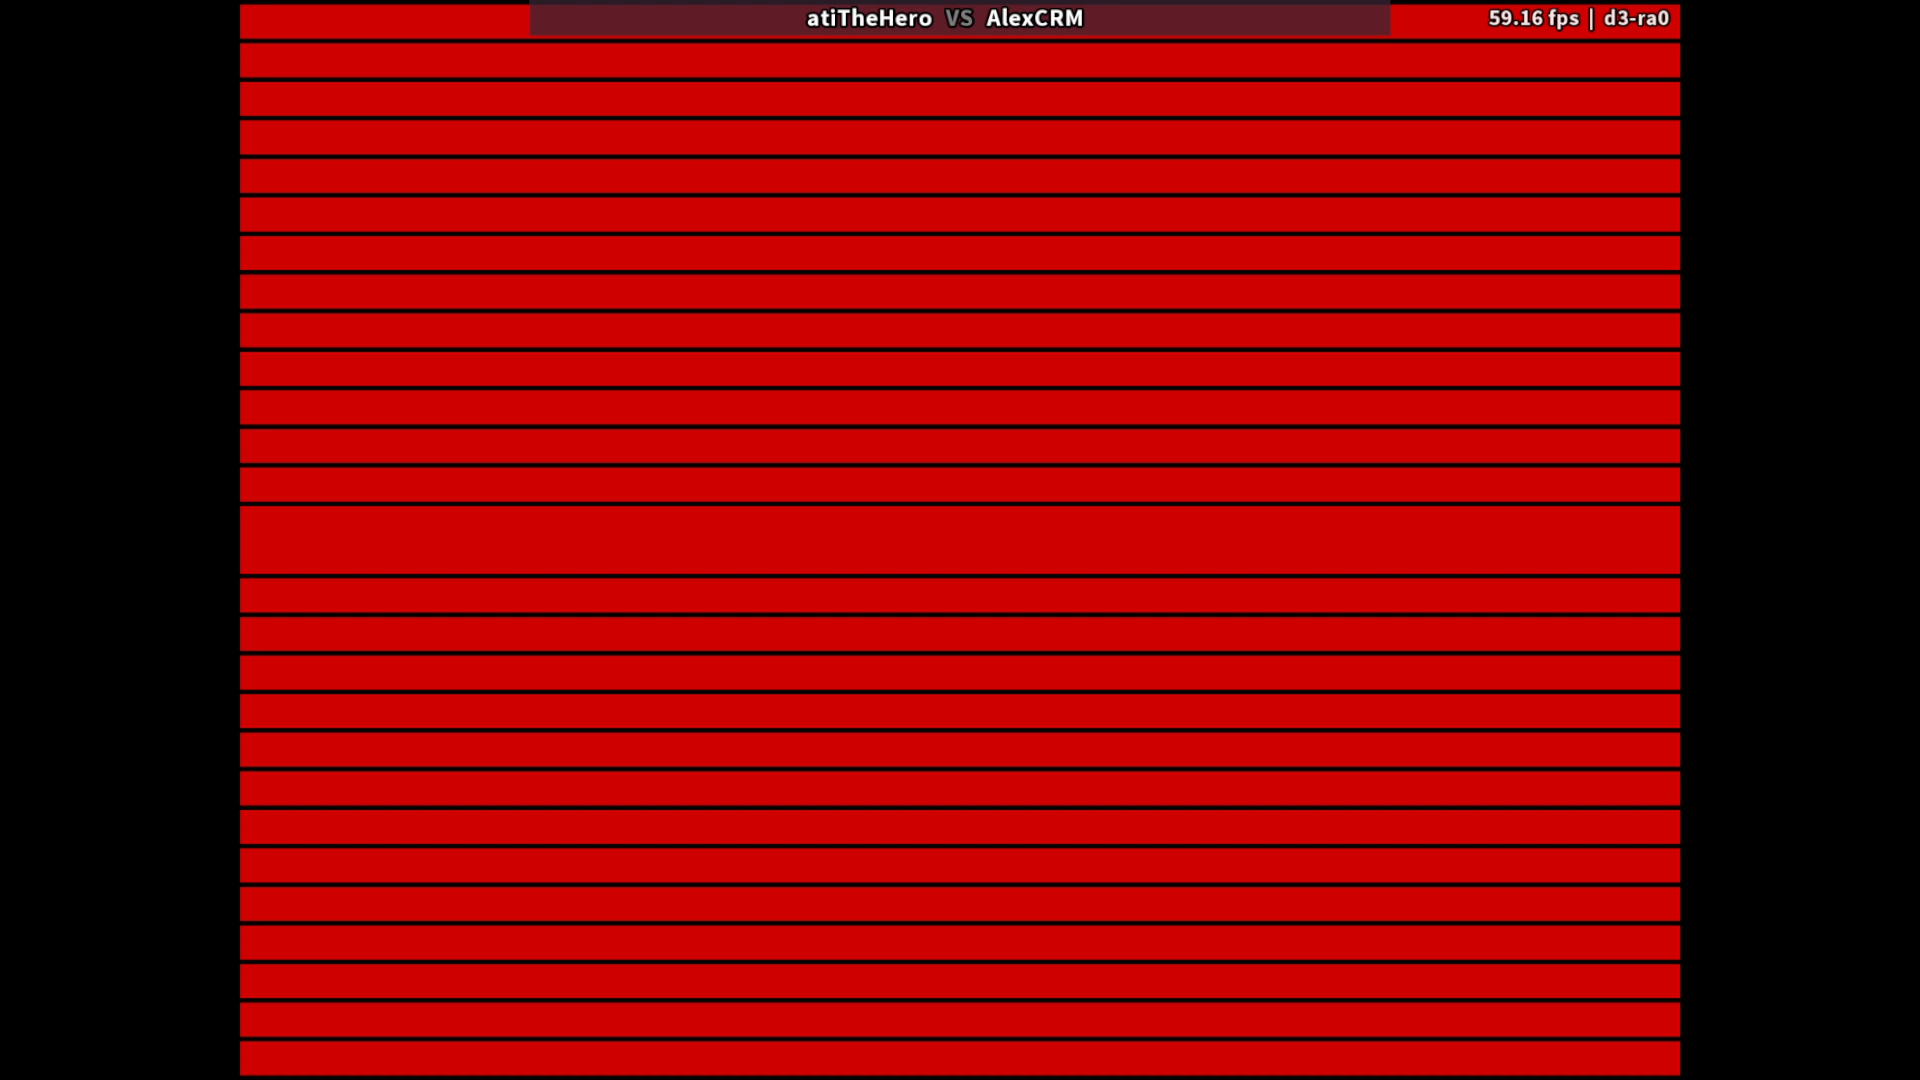 atiTheHero VS AlexCRM
59.16 fps | d3-ra0